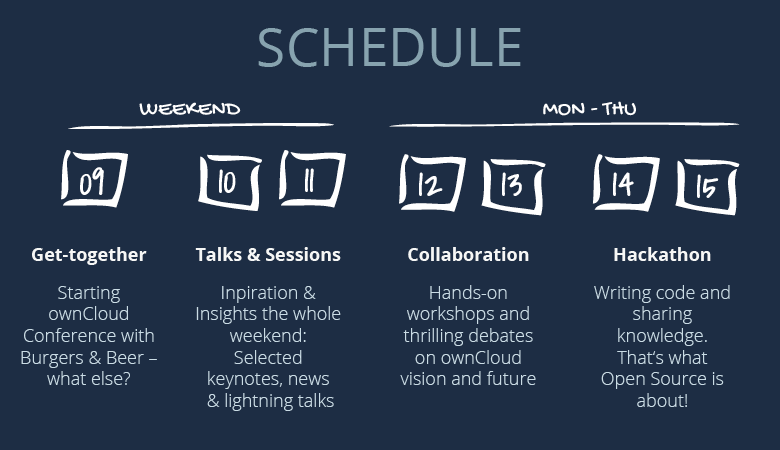 SCHEDULE
WEEKEND
MON - THU
09
10
11
12
13
14
15
Get-together
Starting
ownCloud
Conference with
Burgers & Beer –
what else?
Talks & Sessions
Inpiration &
Insights the whole
weekend:
Selected
keynotes, news
& lightning talks
Collaboration
Hands-on
workshops and
thrilling debates
on ownCloud
vision and future
Hackathon
Writing code and
sharing
knowledge.
That's what
Open Source is
about!